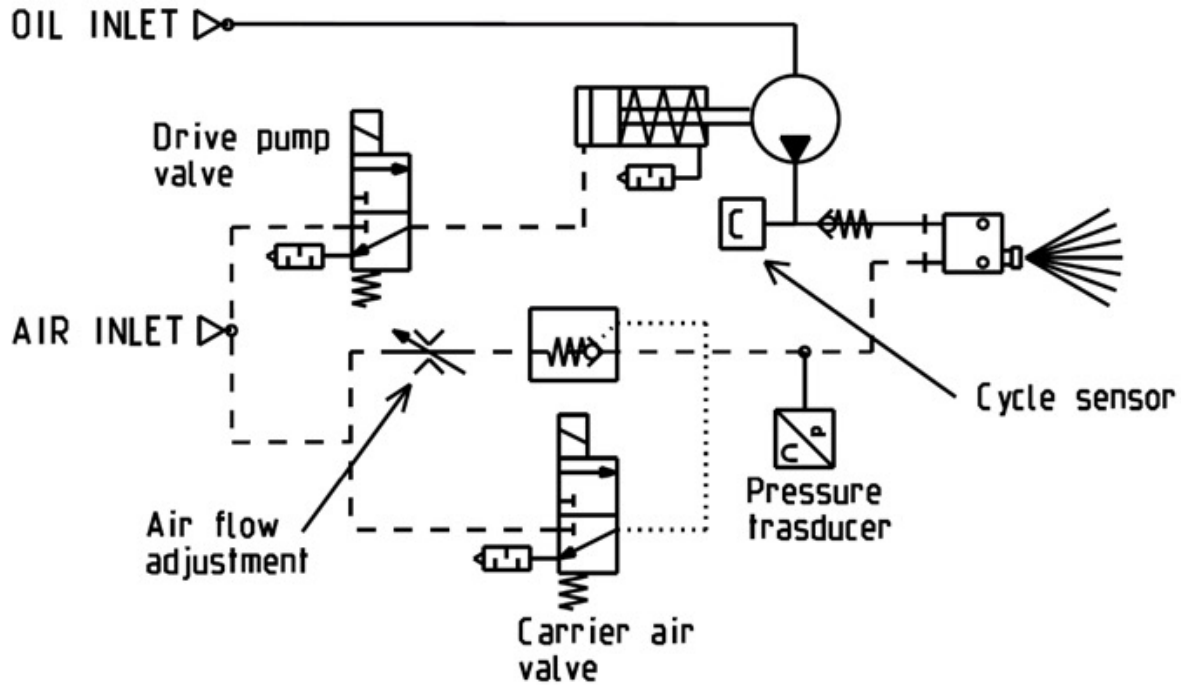 OIL INLET
Drive pump
valve
C
AIR INLET
Cycle sensor
P
C
Pressure
trasducer
Air flow
adjustment
Carrier air
valve